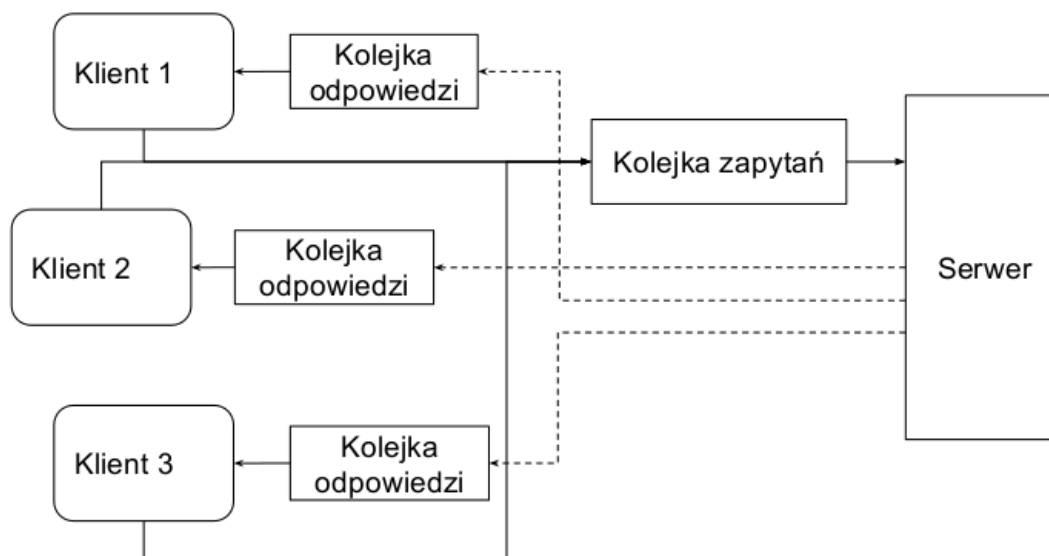 Klient 1
Kolejka
odpowiedzi
Kolejka zapytań
Klient 2
Kolejka
odpowiedzi
Serwer
Klient 3
Kolejka
odpowiedzi